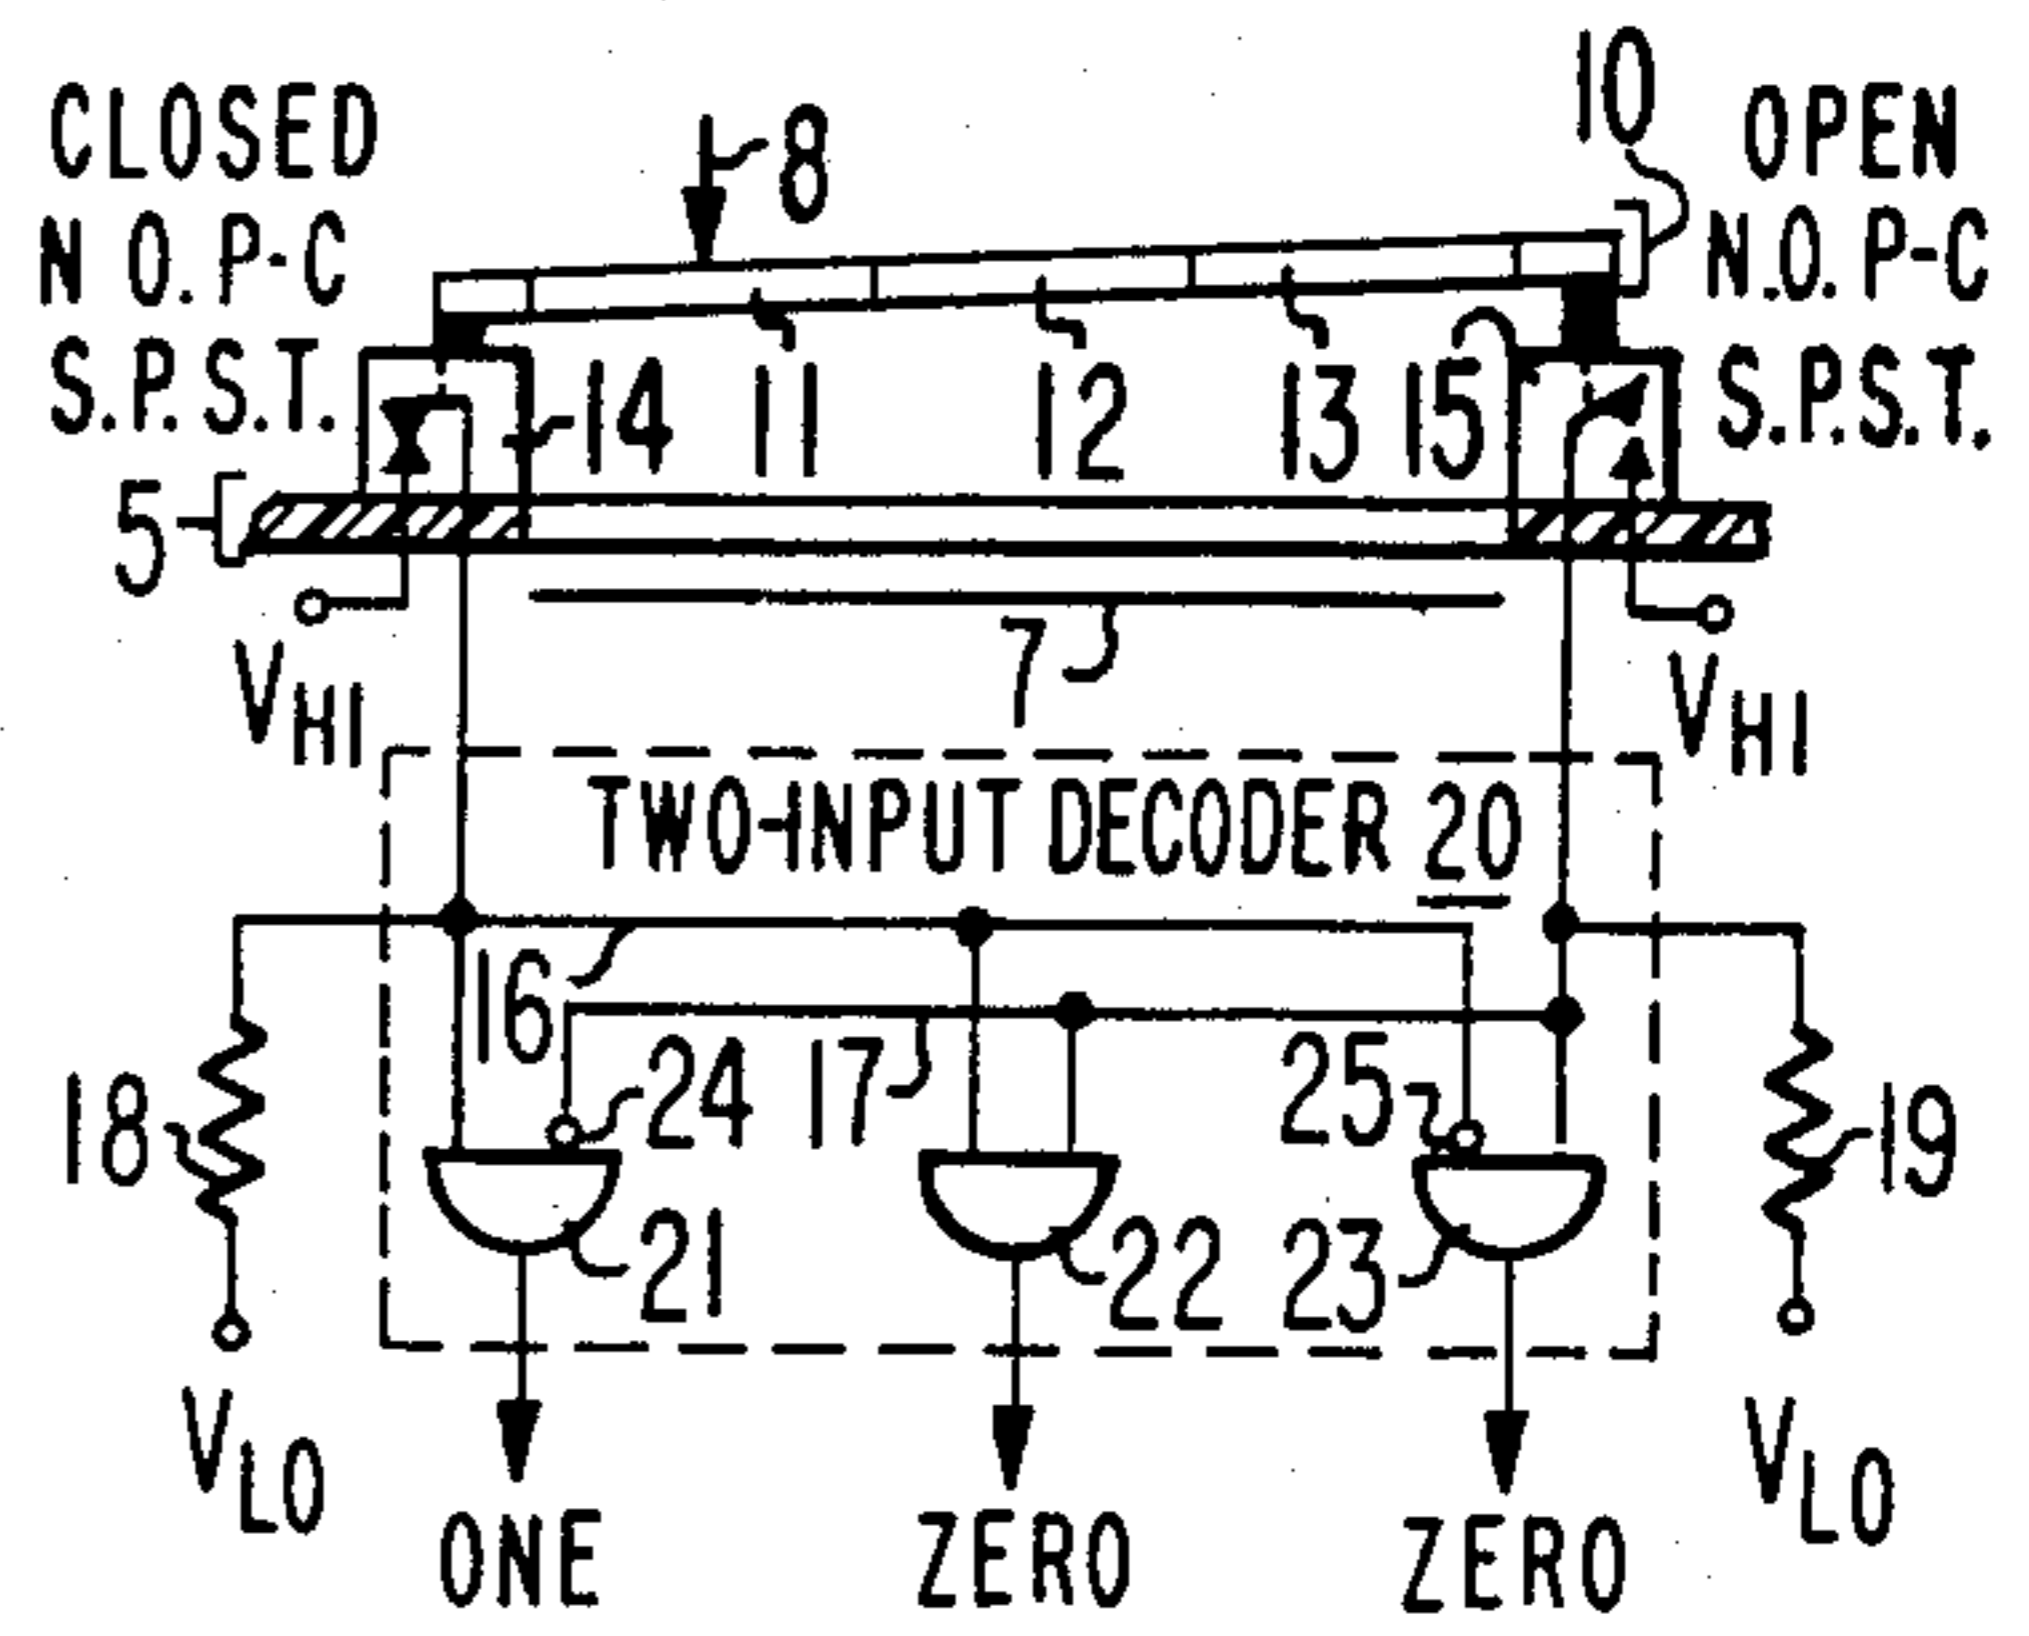 CLOSED
N.O. P-C
S.P.S.T.
8
10
OPEN
N.O. P-C
S.P.S.T.
14
11
12
13
15
5
VHI
7
VHI
TWO-INPUT DECODER 20
16
24
17
25
18
19
21
22
23
VLO
VLO
ONE
ZERO
ZERO